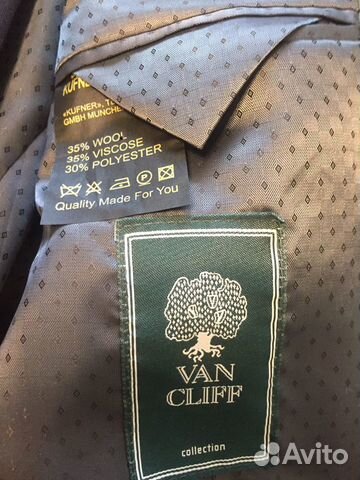 KUFNER
«KUFNER», 
GMBH MUNCHE
35% WOOL
35% VISCOSE
30% POLYESTER
P
Quality Made For You
VAN
CLIFF
collection
Avito